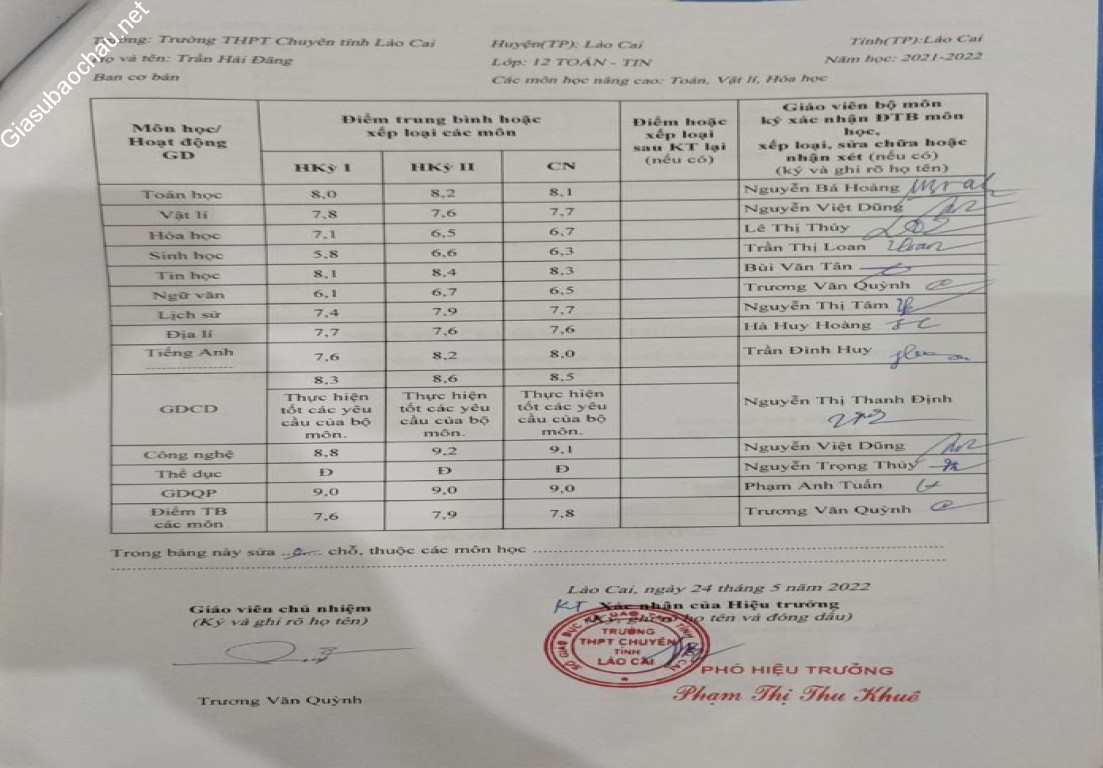 Giasubaochau.net
Trường: Trường THPT Chuyên tỉnh Lào Cai Huyện(TP): Lào Cai Tỉnh(TP):Lào Cai
Họ và tên: Trần Hải Đăng Lớp: 12 TOÁN - TIN Năm học: 2021-2022
Ban cơ bản Các môn học nâng cao: Toán, Vật lí, Hóa học
Môn học/
Hoạt động
GD
Điểm trung bình hoặc
xếp loại các môn
HKỳ I HKỳ II CN
Điểm hoặc
xếp loại
sau KT lại
(nếu có)
Giáo viên bộ môn
ký xác nhận ĐTB môn
học,
xếp loại, sửa chữa hoặc
nhận xét (nếu có)
(ký và ghi rõ họ tên)
Toán học 8,0 8,2 8,1 Nguyễn Bá Hoàng
Vật lí 7,8 7,6 7,7 Nguyễn Việt Dũng
Hóa học 7,1 6,5 6,7 Lê Thị Thủy
Sinh học 5,8 6,6 6,3 Trần Thị Loan Loan
Tin học 8,1 8,4 8,3 Bùi Văn Tân
Ngữ văn 6,1 6,7 6,5 Trương Văn Quỳnh
Lịch sử 7,4 7,9 7,7 Nguyễn Thị Tâm
Địa lí 7,7 7,6 7,6 Hà Huy Hoàng
Tiếng Anh 7,6 8,2 8,0 Trần Đình Huy
8,3 8,6 8,5
GDCD
Thực hiện
tốt các yêu
cầu của bộ
môn.
Thực hiện
tốt các yêu
cầu của bộ
môn.
Thực hiện
tốt các yêu
cầu của bộ
môn.
Nguyễn Thị Thanh Định
Công nghệ 8,8 9,2 9,1 Nguyễn Việt Dũng
Thể dục Đ Đ Đ Nguyễn Trọng Thủy
GDQP 9,0 9,0 9,0 Phạm Anh Tuấn
Điểm TB
các môn
7,6 7,9 7,8 Trương Văn Quỳnh
Trong bảng này sửa ........ chỗ, thuộc các môn học
Lào Cai, ngày 24 tháng 5 năm 2022
Giáo viên chủ nhiệm KT Xác nhận của Hiệu trưởng
(Ký và ghi rõ họ tên) (Ký, ghi rõ họ tên và đóng dấu)
TRƯỜNG
THPT CHUYÊN
TỈNH
LÀO CAI
PHÓ HIỆU TRƯỞNG
Phạm Thị Thu Khuê
Trương Văn Quỳnh